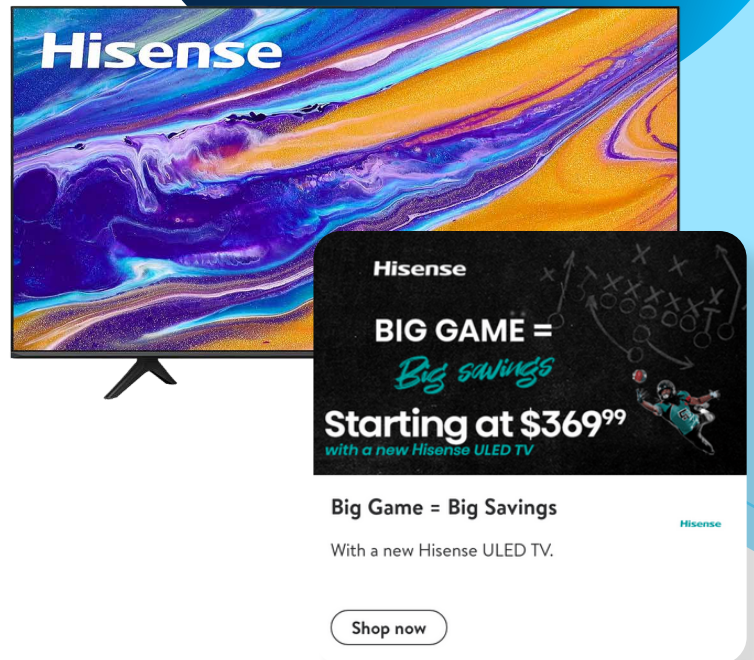 Hisense
Hisense
BIG GAME =
Big savings
Starting at $369⁹⁹
with a new Hisense ULED TV
Big Game = Big Savings
Hisense
With a new Hisense ULED TV.
Shop now